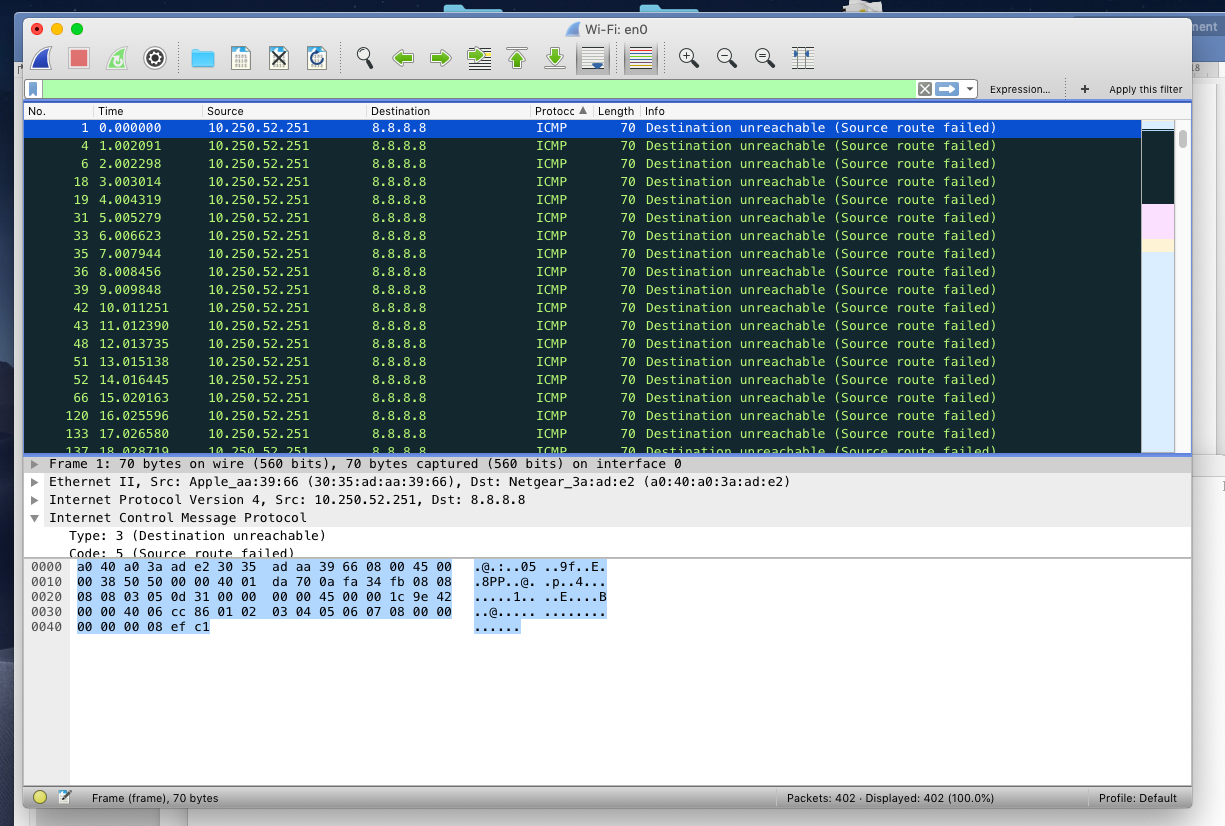 Wi-Fi: en0
ment
Expression... + Apply this filter
18
No. Time Source Destination Protocc Length Info
1 0.000000 10.250.52.251 8.8.8.8 ICMP 70 Destination unreachable (Source route failed)
4 1.002091 10.250.52.251 8.8.8.8 ICMP 70 Destination unreachable (Source route failed)
6 2.002298 10.250.52.251 8.8.8.8 ICMP 70 Destination unreachable (Source route failed)
18 3.003014 10.250.52.251 8.8.8.8 ICMP 70 Destination unreachable (Source route failed)
19 4.004319 10.250.52.251 8.8.8.8 ICMP 70 Destination unreachable (Source route failed)
31 5.005279 10.250.52.251 8.8.8.8 ICMP 70 Destination unreachable (Source route failed)
33 6.006623 10.250.52.251 8.8.8.8 ICMP 70 Destination unreachable (Source route failed)
35 7.007944 10.250.52.251 8.8.8.8 ICMP 70 Destination unreachable (Source route failed)
36 8.008456 10.250.52.251 8.8.8.8 ICMP 70 Destination unreachable (Source route failed)
39 9.009848 10.250.52.251 8.8.8.8 ICMP 70 Destination unreachable (Source route failed)
42 10.011251 10.250.52.251 8.8.8.8 ICMP 70 Destination unreachable (Source route failed)
43 11.012390 10.250.52.251 8.8.8.8 ICMP 70 Destination unreachable (Source route failed)
48 12.013735 10.250.52.251 8.8.8.8 ICMP 70 Destination unreachable (Source route failed)
51 13.015138 10.250.52.251 8.8.8.8 ICMP 70 Destination unreachable (Source route failed)
52 14.016445 10.250.52.251 8.8.8.8 ICMP 70 Destination unreachable (Source route failed)
66 15.020163 10.250.52.251 8.8.8.8 ICMP 70 Destination unreachable (Source route failed)
120 16.025596 10.250.52.251 8.8.8.8 ICMP 70 Destination unreachable (Source route failed)
133 17.026580 10.250.52.251 8.8.8.8 ICMP 70 Destination unreachable (Source route failed)
137 18.028719 10.250.52.251 8.8.8.8 ICMP 70 Destination unreachable (Source route failed)
Frame 1: 70 bytes on wire (560 bits), 70 bytes captured (560 bits) on interface 0
Ethernet II, Src: Apple_aa:39:66 (30:35:ad:aa:39:66), Dst: Netgear_3a:ad:e2 (a0:40:a0:3a:ad:e2)
Internet Protocol Version 4, Src: 10.250.52.251, Dst: 8.8.8.8
Internet Control Message Protocol
Type: 3 (Destination unreachable)
Code: 5 (Source route failed)
0000 a0 40 a0 3a ad e2 30 35 ad aa 39 66 08 00 45 00 .@.:..05 ..9f..E.
0010 00 38 50 50 00 00 40 01 da 70 0a fa 34 fb 08 08 .8PP..@. .p..4...
0020 08 08 03 05 0d 31 00 00 00 00 45 00 00 1c 9e 42 .....1.. ..E....B
0030 00 00 40 06 cc 86 01 02 03 04 05 06 07 08 00 00 ..@..... ........
0040 00 00 00 08 ef c1 ......
Frame (frame), 70 bytes
Packets: 402 · Displayed: 402 (100.0%)
Profile: Default